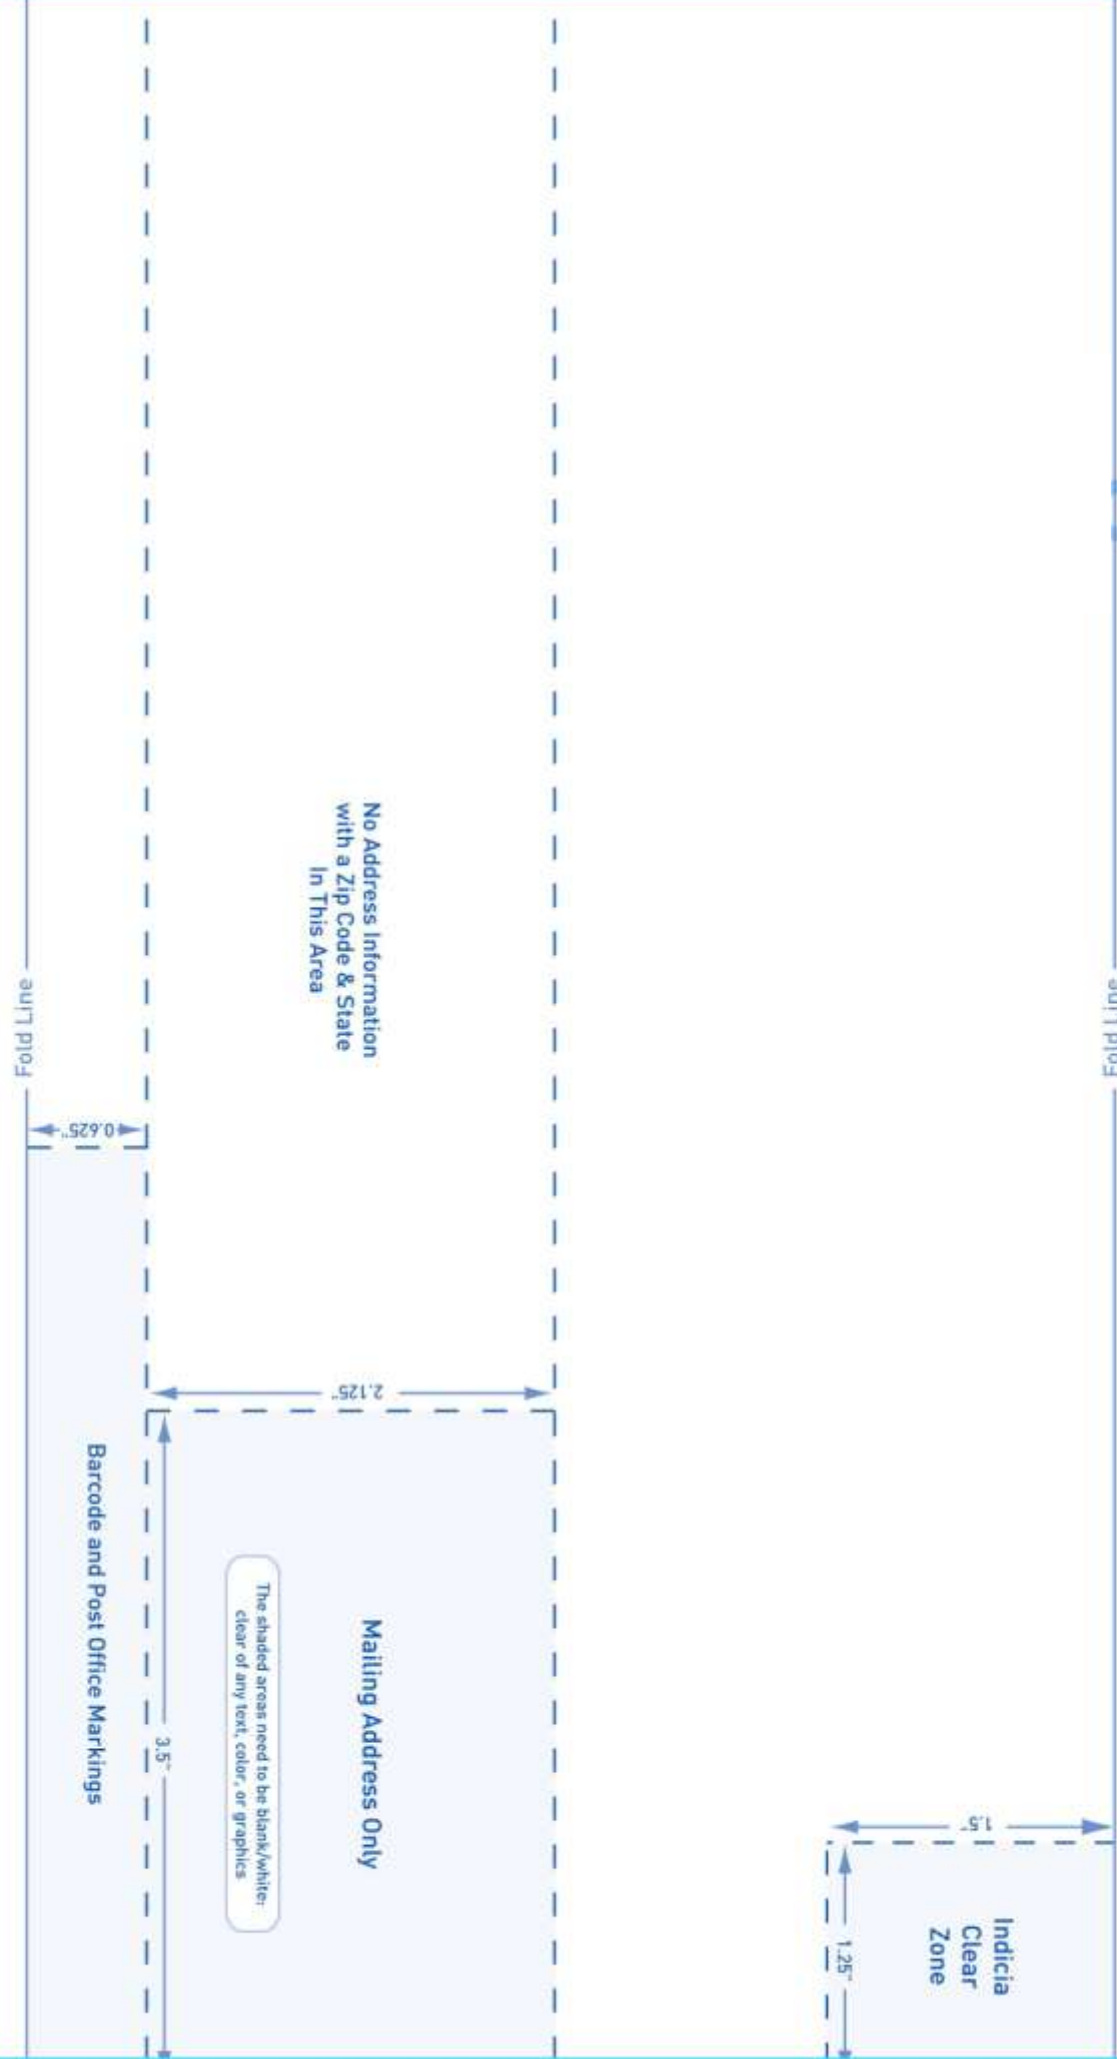 Fold Line
Indicia
Clear
Zone
1.5"
1.25"
No Address Information
with a Zip Code & State
In This Area
2.125"
Mailing Address Only
The shaded areas need to be blank/white;
clear of any text, color, or graphics
3.5"
0.625"
Barcode and Post Office Markings
Fold Line